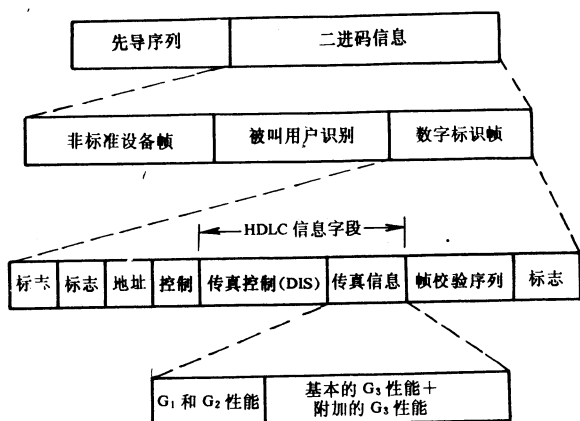 先导序列 二进码信息
非标准设备帧 被叫用户识别 数字标识帧
HDLC 信息字段
标志 标志 地址 控制 传真控制(DIS) 传真信息 帧校验序列 标志
G₁ 和 G₂ 性能 基本的 G₃ 性能＋
附加的 G₃ 性能